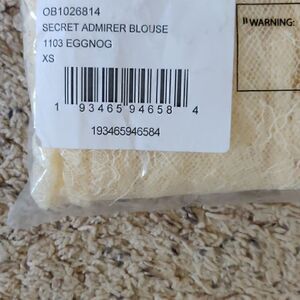 OB1026814
SECRET ADMIRER BLOUSE
1103 EGGNOG
XS
"WARNING:
1 93465 94658 4
193465946584